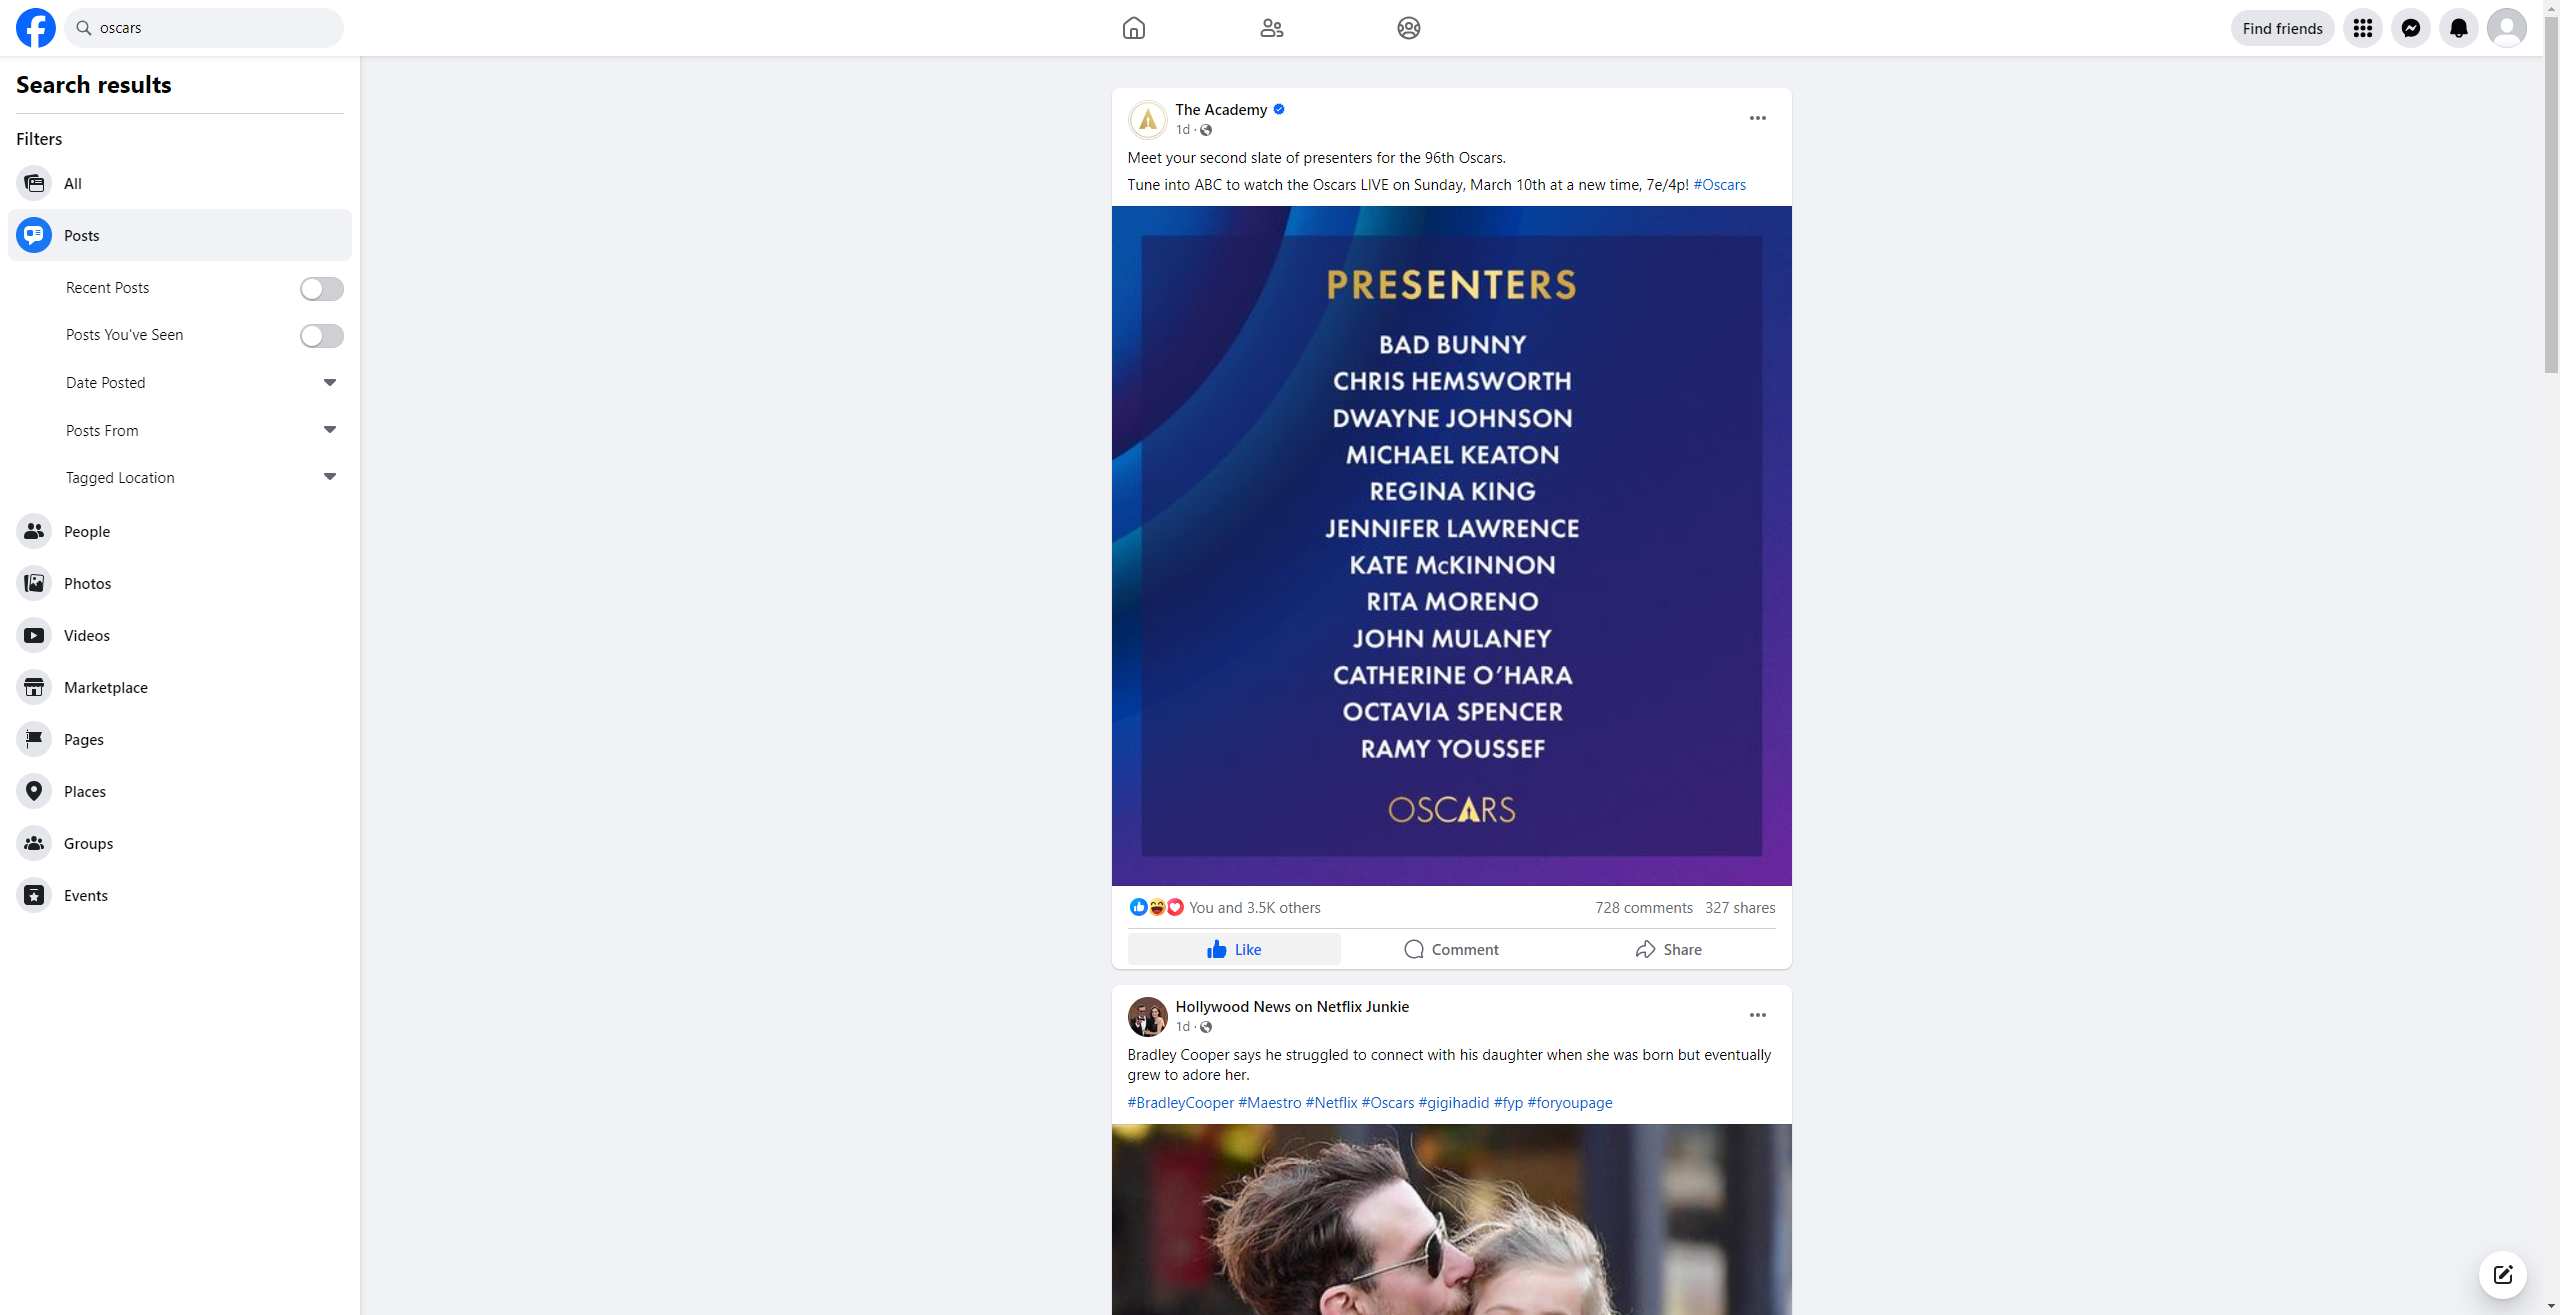 oscars
Find friends
Search results
Filters
All
Posts
Recent Posts
Posts You've Seen
Date Posted
Posts From
Tagged Location
People
Photos
Videos
Marketplace
Pages
Places
Groups
Events
The Academy
1d ·
Meet your second slate of presenters for the 96th Oscars.
Tune into ABC to watch the Oscars LIVE on Sunday, March 10th at a new time, 7e/4p! #Oscars
PRESENTERS
BAD BUNNY
CHRIS HEMSWORTH
DWAYNE JOHNSON
MICHAEL KEATON
REGINA KING
JENNIFER LAWRENCE
KATE McKINNON
RITA MORENO
JOHN MULANEY
CATHERINE O'HARA
OCTAVIA SPENCER
RAMY YOUSSEF
OSCARS
You and 3.5K others
728 comments 327 shares
Like Comment Share
Hollywood News on Netflix Junkie
1d ·
Bradley Cooper says he struggled to connect with his daughter when she was born but eventually
grew to adore her.
#BradleyCooper #Maestro #Netflix #Oscars #gigihadid #fyp #foryoupage